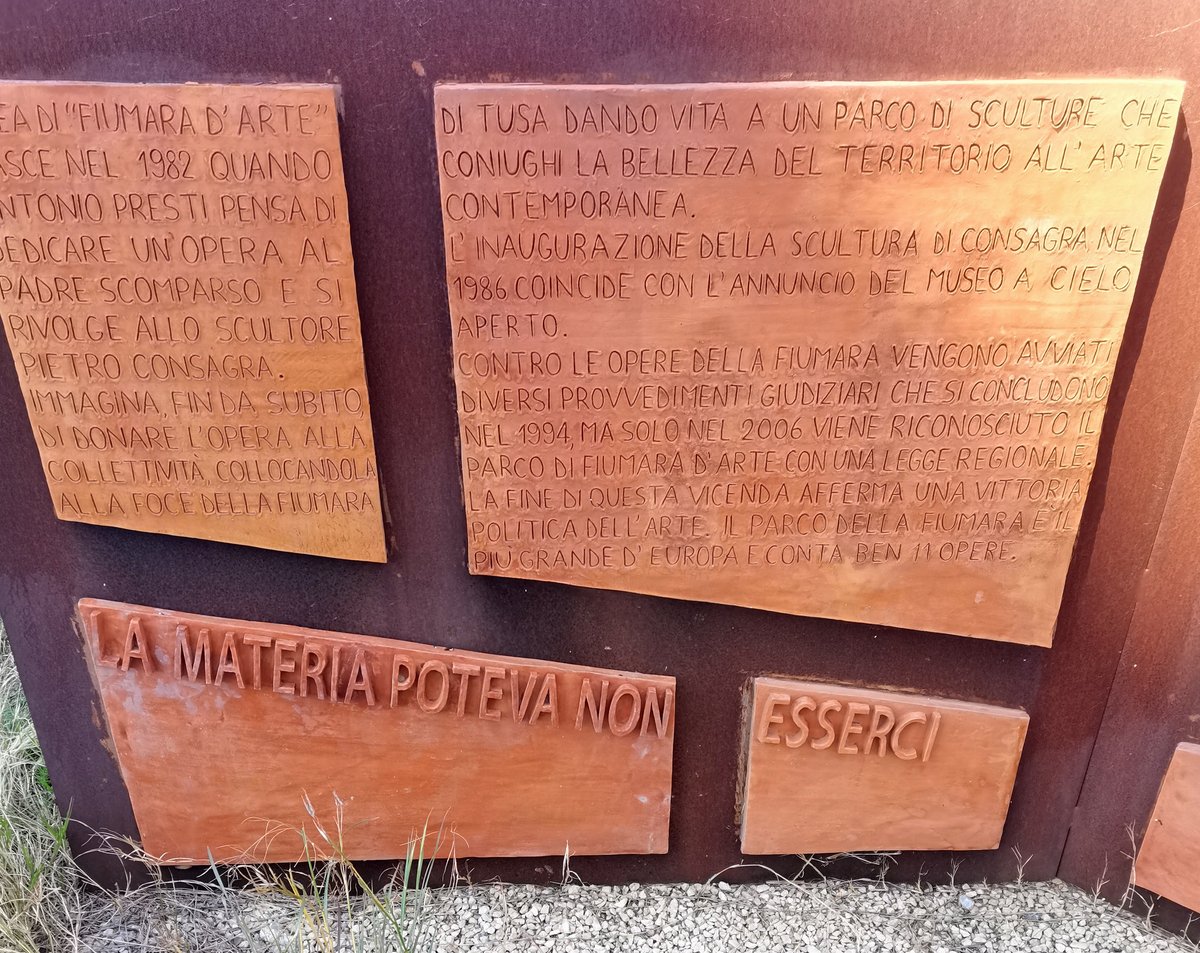 EA DI "FIUMARA D'ARTE"
ASCE NEL 1982 QUANDO
NTONIO PRESTI PENSA DI
DEDICARE UN'OPERA AL
PADRE SCOMPARSO E SI
RIVOLGE ALLO SCULTORE
PIETRO CONSAGRA.
IMMAGINA, FIN DA SUBITO,
DI DONARE L'OPERA ALLA
COLLETTIVITÀ, COLLOCANDOLA
ALLA FOCE DELLA FIUMARA
DI TUSA DANDO VITA A UN PARCO DI SCULTURE CHE
CONIUGHI LA BELLEZZA DEL TERRITORIO ALL'ARTE
CONTEMPORANEA.
L'INAUGURAZIONE DELLA SCULTURA DI CONSAGRA NEL
1986 COINCIDE CON L'ANNUNCIO DEL MUSEO A CIELO
APERTO.
CONTRO LE OPERE DELLA FIUMARA VENGONO AVVIATI
DIVERSI PROVVEDIMENTI GIUDIZIARI CHE SI CONCLUDONO
NEL 1994, MA SOLO NEL 2006 VIENE RICONOSCIUTO IL
PARCO DI FIUMARA D'ARTE CON UNA LEGGE REGIONALE.
LA FINE DI QUESTA VICENDA AFFERMA UNA VITTORIA
POLITICA DELL'ARTE. IL PARCO DELLA FIUMARA È IL
PIÙ GRANDE D'EUROPA E CONTA BEN 11 OPERE.
LA MATERIA POTEVA NON
ESSERCI